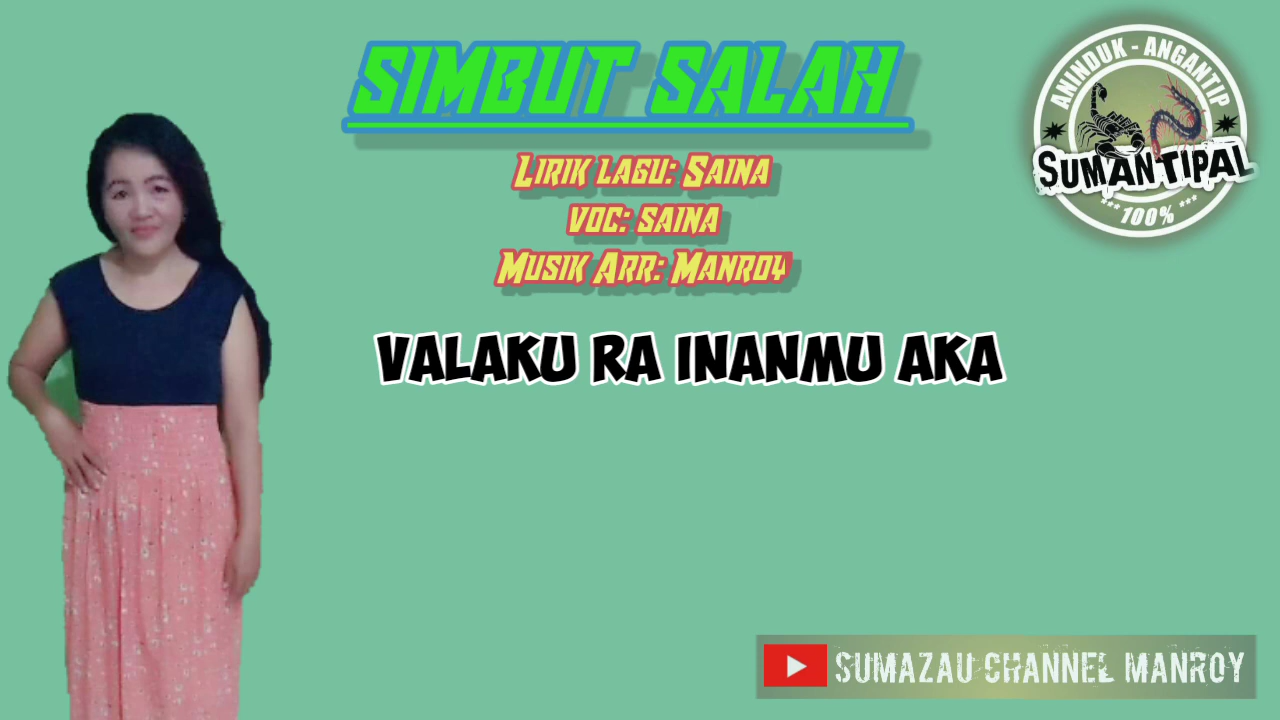 SIMBUT SALAH
LIRIK LAGU: SAINA
VOC: SAINA
MUSIK ARR: MANROY
VALAKU RA INANMU AKA
ANINDUK - ANGANTIP
SUMANTIPAL
*** 100% ***
SUMAZAU CHANNEL MANROY